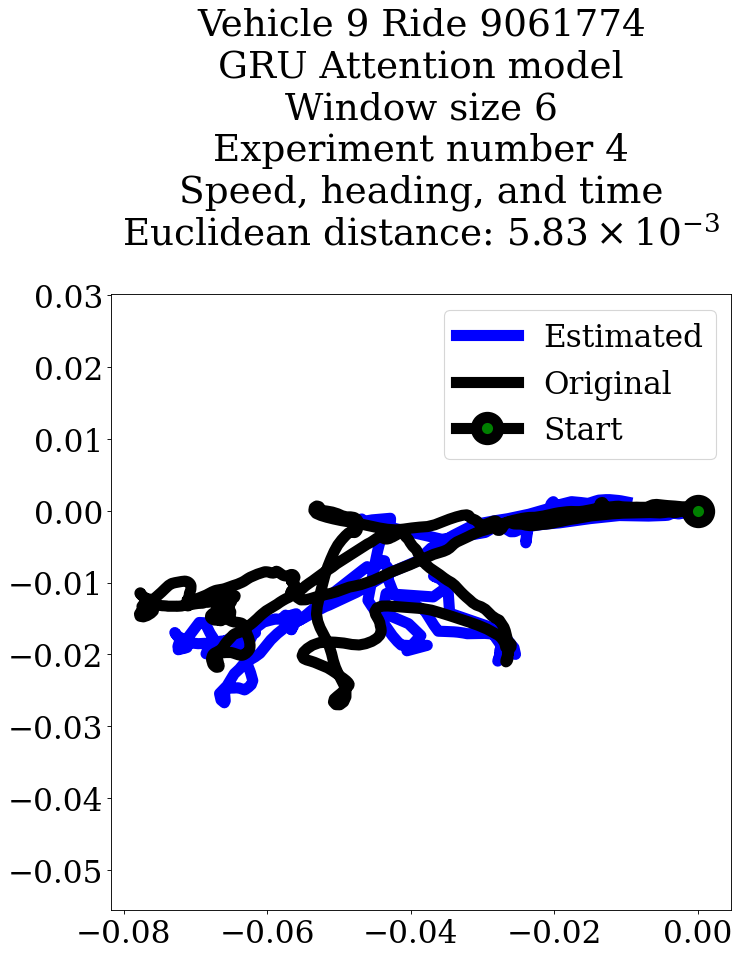 Vehicle 9 Ride 9061774
GRU Attention model
Window size 6
Experiment number 4
Speed, heading, and time
Euclidean distance: 5.83 × 10⁻³
0.03
0.02
0.01
0.00
−0.01
−0.02
−0.03
−0.04
−0.05
Estimated
Original
Start
−0.08 −0.06 −0.04 −0.02 0.00